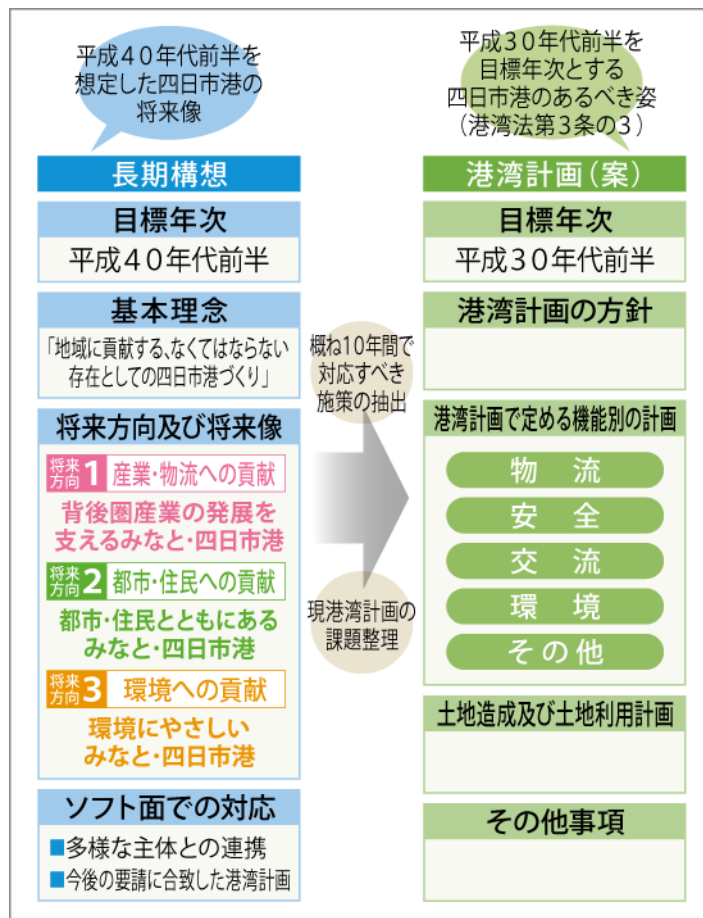 平成４０年代前半を
想定した四日市港の
将来像
長期構想
目標年次
平成４０年代前半
基本理念
「地域に貢献する、なくてはならない
存在としての四日市港づくり」
将来方向及び将来像
将来方向1 産業・物流への貢献
背後圏産業の発展を
支えるみなと・四日市港
将来方向2 都市・住民への貢献
都市・住民とともにある
みなと・四日市港
将来方向3 環境への貢献
環境にやさしい
みなと・四日市港
ソフト面での対応
■多様な主体との連携
■今後の要請に合致した港湾計画
概ね10年間で
対応すべき
施策の抽出
現港湾計画の
課題整理
平成３０年代前半を
目標年次とする
四日市港のあるべき姿
（港湾法第３条の３）
港湾計画（案）
目標年次
平成３０年代前半
港湾計画の方針
港湾計画で定める機能別の計画
物　流
安　全
交　流
環　境
その他
土地造成及び土地利用計画
その他事項